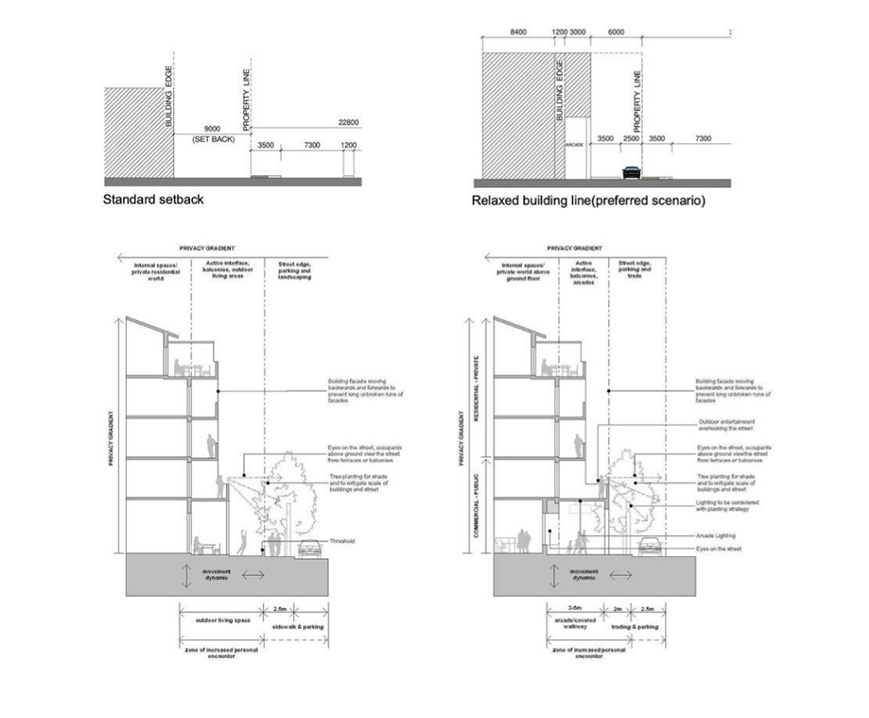 BUILDING EDGE
PROPERTY LINE
9000
(SET BACK)
22800
3500
7300
1200
Standard setback
8400
1200
3000
6000
BUILDING EDGE
PROPERTY LINE
ARCADE
3500
2500
3500
7300
Relaxed building line(preferred scenario)
PRIVACY GRADIENT
Internal spaces/
private residential
world
Active interface,
balconies, outdoor
living areas
Street edge,
parking and
landscaping
PRIVACY GRADIENT
Building facade moving
backwards and forwards to
prevent long unbroken runs of
facades
Eyes on the street, occupants
above ground view the street
from terraces or balconies
Tree planting for shade
and to mitigate scale of
buildings and street
Threshold
movement
dynamic
2.5m
outdoor living space
sidewalk & parking
zone of increased personal
encounter
PRIVACY GRADIENT
Internal spaces/
private world above
ground floor
Active
interface,
balconies,
arcades
Street edge,
parking and
trade
PRIVACY GRADIENT
RESIDENTIAL - PRIVATE
COMMERCIAL - PUBLIC
Building facade moving
backwards and forwards to
prevent long unbroken runs of
facades
Outdoor entertainment
overlooking the street
Eyes on the street, occupants
above ground view the street
from terraces or balconies
Tree planting for shade
and to mitigate scale of
buildings and street
Lighting to be considered
with planting strategy
Arcade Lighting
Eyes on the street
movement
dynamic
3-5m
2m
2.5m
arcade/covered
walkway
trading & parking
zone of increased personal
encounter